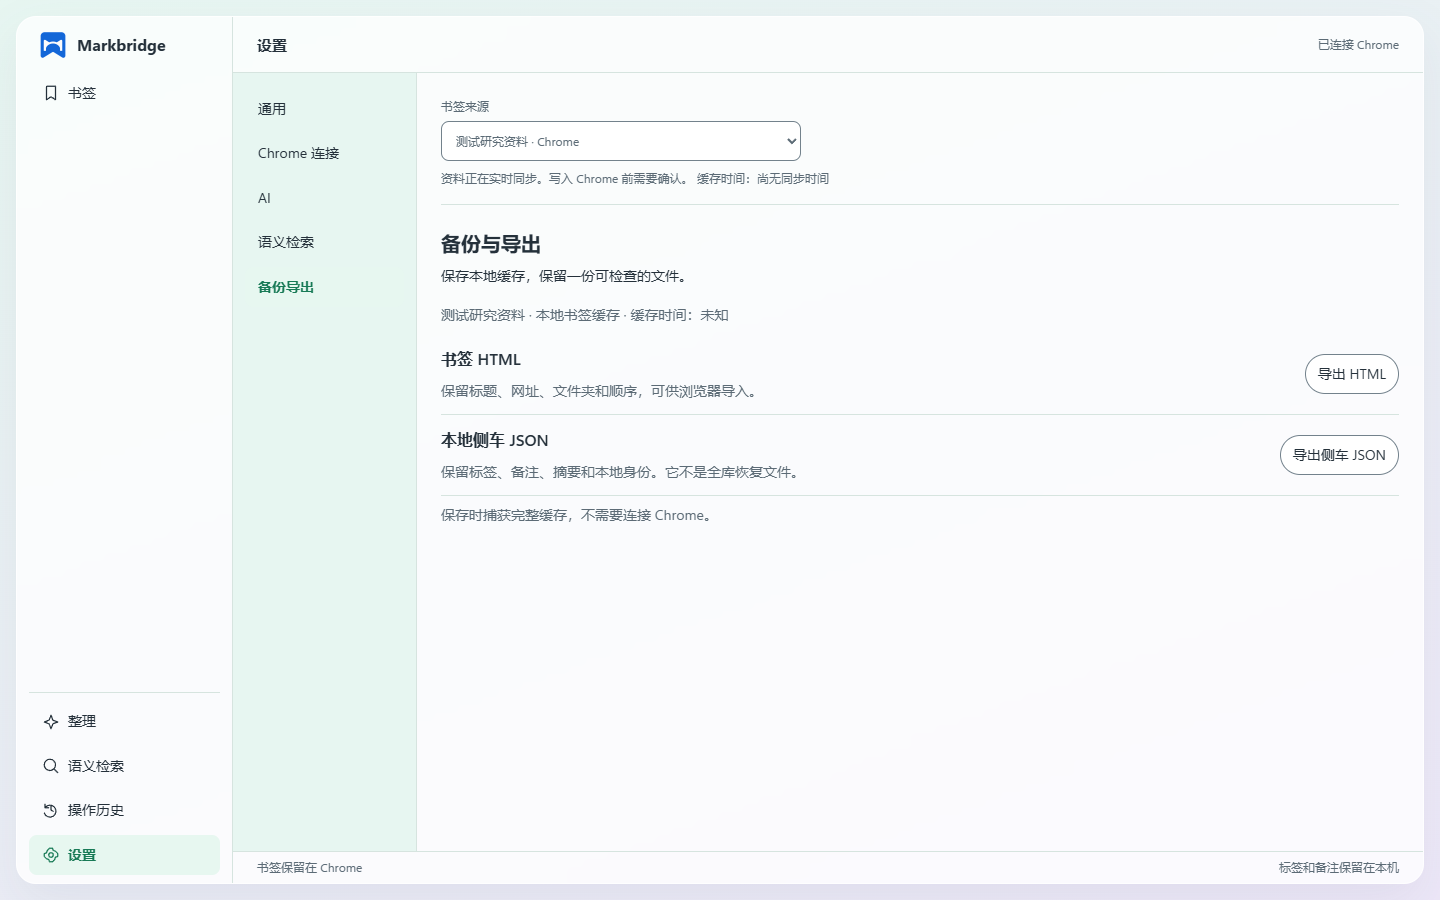 Markbridge
书签
整理
语义检索
操作历史
设置
设置
已连接 Chrome
通用
Chrome 连接
AI
语义检索
备份导出
书签来源
测试研究资料 · Chrome
资料正在实时同步。写入 Chrome 前需要确认。 缓存时间：尚无同步时间
备份与导出
保存本地缓存，保留一份可检查的文件。
测试研究资料 · 本地书签缓存 · 缓存时间：未知
书签 HTML
保留标题、网址、文件夹和顺序，可供浏览器导入。
导出 HTML
本地侧车 JSON
保留标签、备注、摘要和本地身份。它不是全库恢复文件。
导出侧车 JSON
保存时捕获完整缓存，不需要连接 Chrome。
书签保留在 Chrome
标签和备注保留在本机